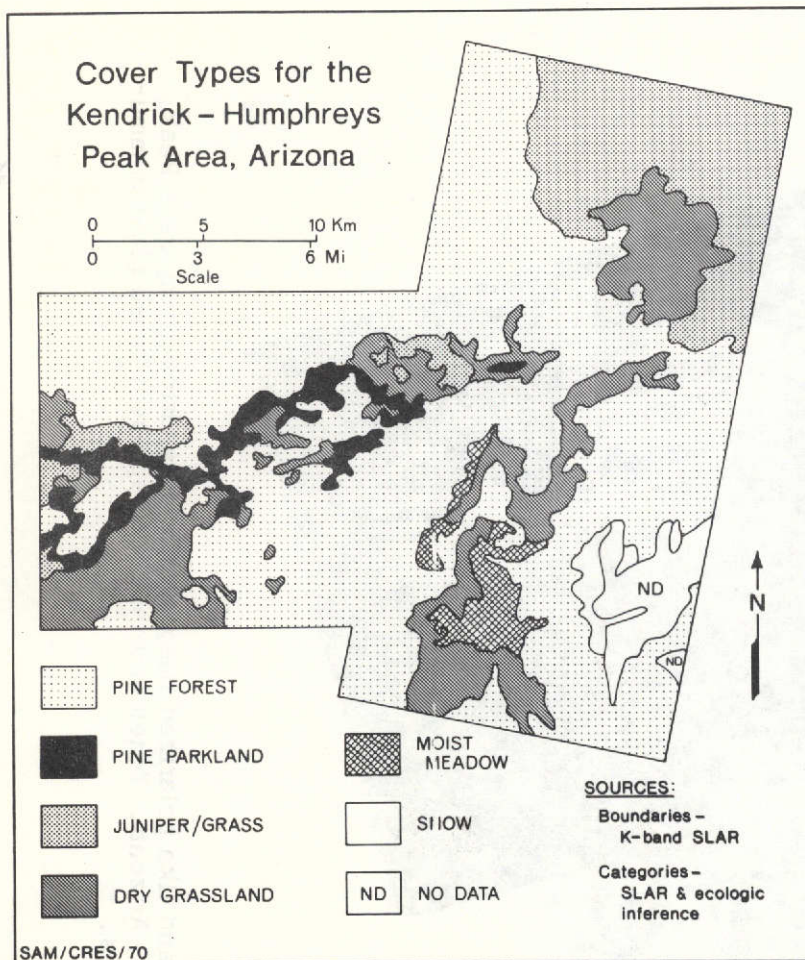 Cover Types for the
Kendrick – Humphreys
Peak Area, Arizona
0 5 10 Km
0 3 6 Mi
Scale
ND
ND
N
PINE FOREST
PINE PARKLAND
JUNIPER/GRASS
DRY GRASSLAND
MOIST
MEADOW
SNOW
ND NO DATA
SOURCES:
Boundaries –
K-band SLAR
Categories –
SLAR & ecologic
inference
SAM/CRES/70